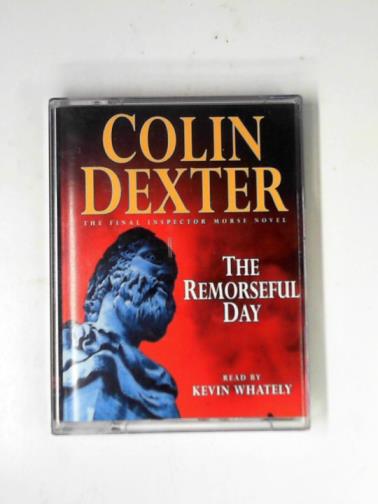 COLIN
DEXTER
THE FINAL INSPECTOR MORSE NOVEL
THE
REMORSEFUL
DAY
READ BY
KEVIN WHATELY